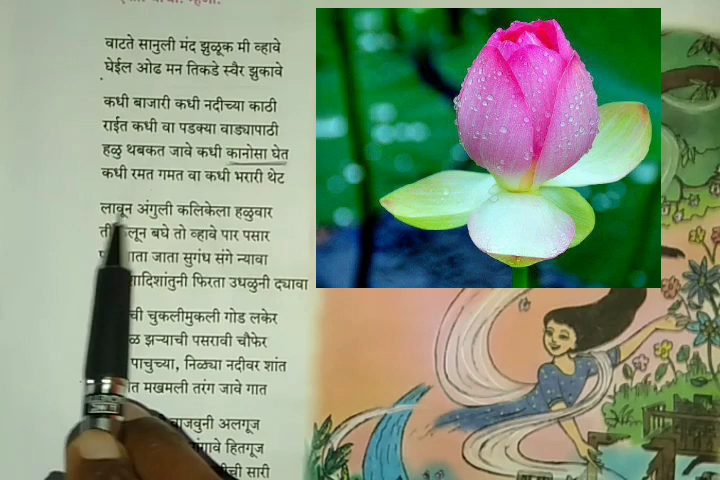 वाटते सानुली मंद झुळूक मी व्हावे
घेईल ओढ मन तिकडे स्वैर झुकावे
कधी बाजारी कधी नदीच्या काठी
राईत कधी वा पडक्या वाड्यापाठी
हळु थबकत जावे कधी कानोसा घेत
कधी रमत गमत वा कधी भरारी थेट
लावून अंगुली कलिकेला हळुवार
बघे तो व्हावे पार पसार
जाता सुगंध संगे न्यावा
फिरता उधळुनी द्यावा
चुकलीमुकली गोड लकेर
झऱ्याची पसरावी चौफेर
पाचुच्या, निळ्या नदीवर शांत
मखमली तरंग जावे गात
अलगूज
हितगूज
सारी